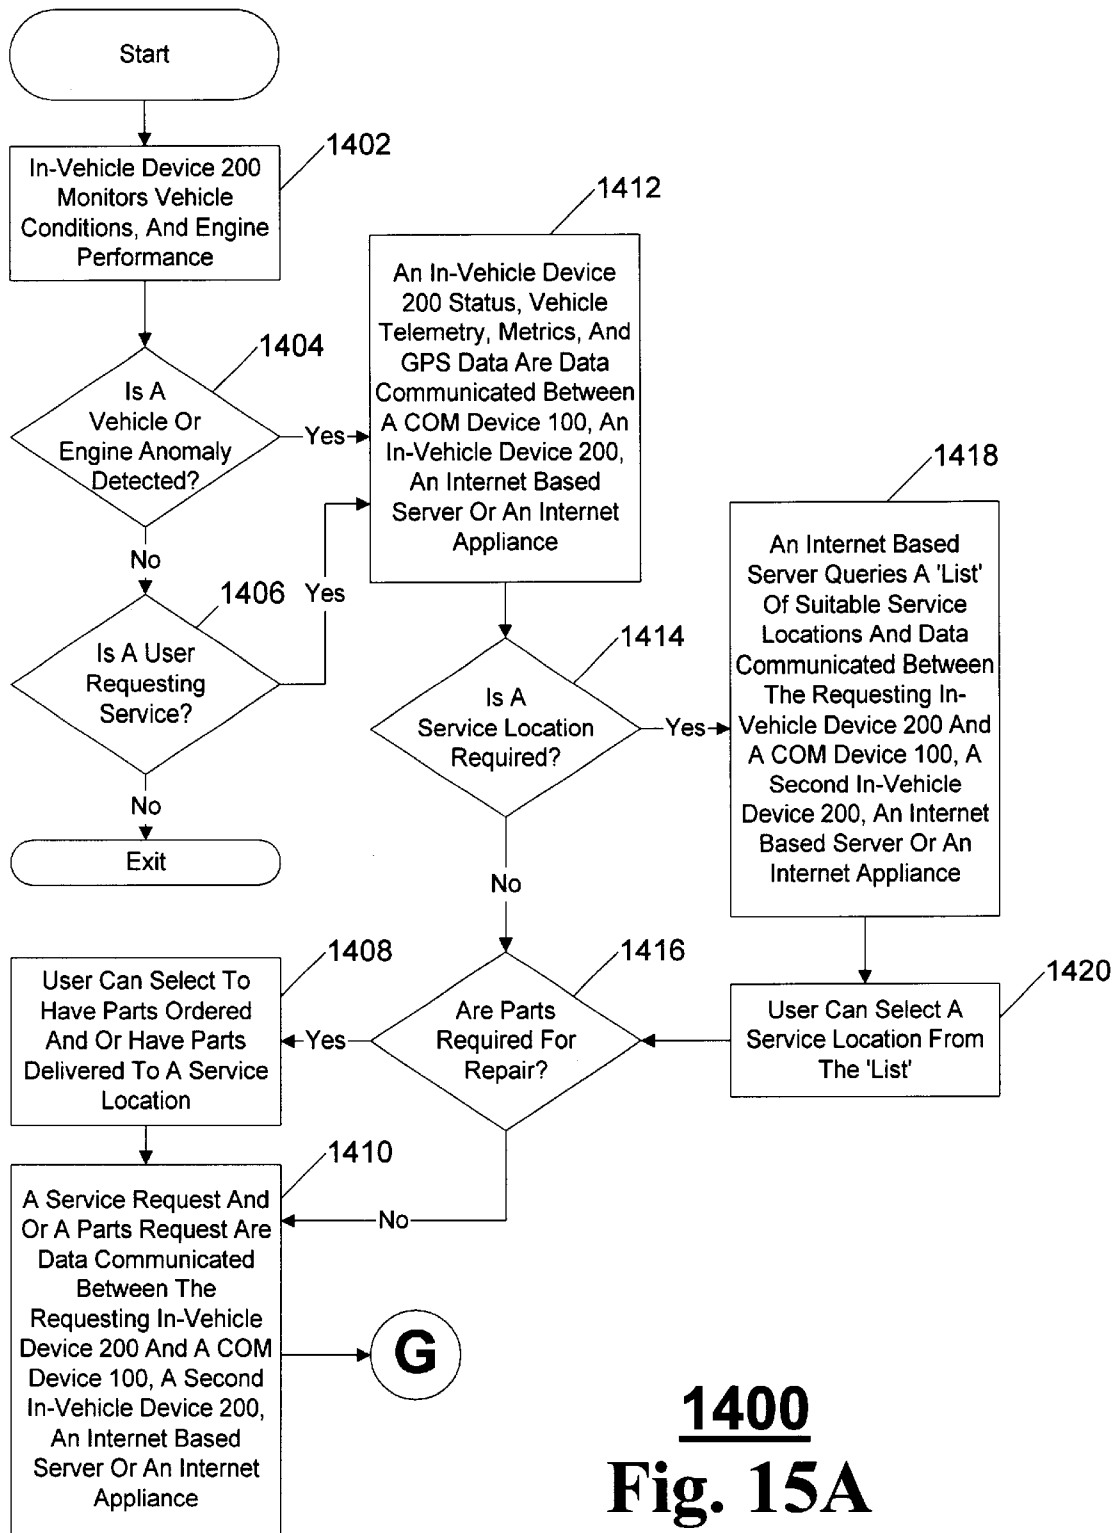 Start
1402
In-Vehicle Device 200
Monitors Vehicle
Conditions, And Engine
Performance
1404
Is A
Vehicle Or
Engine Anomaly
Detected?
Yes
No
1406
Is A User
Requesting
Service?
Yes
No
Exit
1412
An In-Vehicle Device
200 Status, Vehicle
Telemetry, Metrics, And
GPS Data Are Data
Communicated Between
A COM Device 100, An
In-Vehicle Device 200,
An Internet Based
Server Or An Internet
Appliance
1414
Is A
Service Location
Required?
Yes
No
1418
An Internet Based
Server Queries A 'List'
Of Suitable Service
Locations And Data
Communicated Between
The Requesting In-
Vehicle Device 200 And
A COM Device 100, A
Second In-Vehicle
Device 200, An Internet
Based Server Or An
Internet Appliance
1420
User Can Select A
Service Location From
The 'List'
1416
Are Parts
Required For
Repair?
Yes
No
1408
User Can Select To
Have Parts Ordered
And Or Have Parts
Delivered To A Service
Location
1410
A Service Request And
Or A Parts Request Are
Data Communicated
Between The
Requesting In-Vehicle
Device 200 And A COM
Device 100, A Second
In-Vehicle Device 200,
An Internet Based
Server Or An Internet
Appliance
G
1400
Fig. 15A